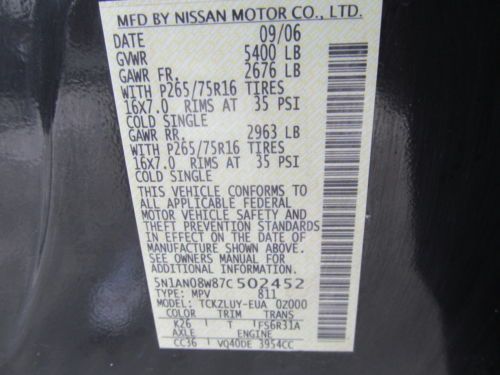 MFD BY NISSAN MOTOR CO., LTD.
DATE 09/06
GVWR 5400 LB
GAWR FR. 2676 LB
WITH P265/75R16 TIRES
16X7.0 RIMS AT 35 PSI
COLD SINGLE
GAWR RR. 2963 LB
WITH P265/75R16 TIRES
16X7.0 RIMS AT 35 PSI
COLD SINGLE
THIS VEHICLE CONFORMS TO
ALL APPLICABLE FEDERAL
MOTOR VEHICLE SAFETY AND
THEFT PREVENTION STANDARDS
IN EFFECT ON THE DATE OF
MANUFACTURE SHOWN ABOVE.
SEE OWNERS MANUAL FOR
ADDITIONAL INFORMATION
5N1AN08W87C502452
TYPE: MPV 811
MODEL: TCKZLUY-EUA 0Z000
COLOR TRIM TRANS
K26 T FS6R31A
AXLE ENGINE
CC36 VQ40DE 3954CC